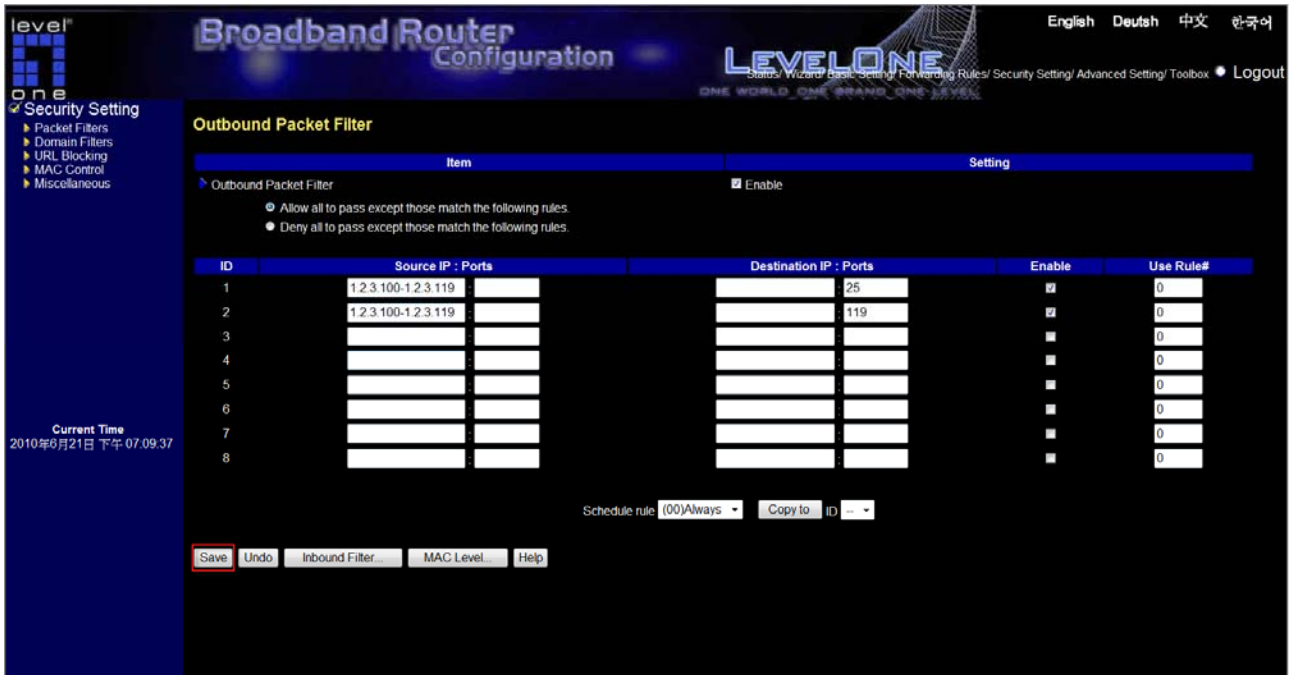 level
one
Broadband Router
Configuration
LEVELONE
ONE WORLD ONE BRAND ONE LEVEL
English Deutsh 中文 한국어
Status/ Wizard/ Basic Setting/ Forwarding Rules/ Security Setting/ Advanced Setting/ Toolbox Logout
Security Setting
Packet Filters
Domain Filters
URL Blocking
MAC Control
Miscellaneous
Current Time
2010年6月21日 下午 07:09:37
Outbound Packet Filter
Item Setting
Outbound Packet Filter Enable
Allow all to pass except those match the following rules.
Deny all to pass except those match the following rules.
ID Source IP : Ports Destination IP : Ports Enable Use Rule#
1 1.2.3.100-1.2.3.119 : : 25 0
2 1.2.3.100-1.2.3.119 : : 119 0
3 : : 0
4 : : 0
5 : : 0
6 : : 0
7 : : 0
8 : : 0
Schedule rule (00)Always Copy to ID --
Save Undo Inbound Filter... MAC Level... Help